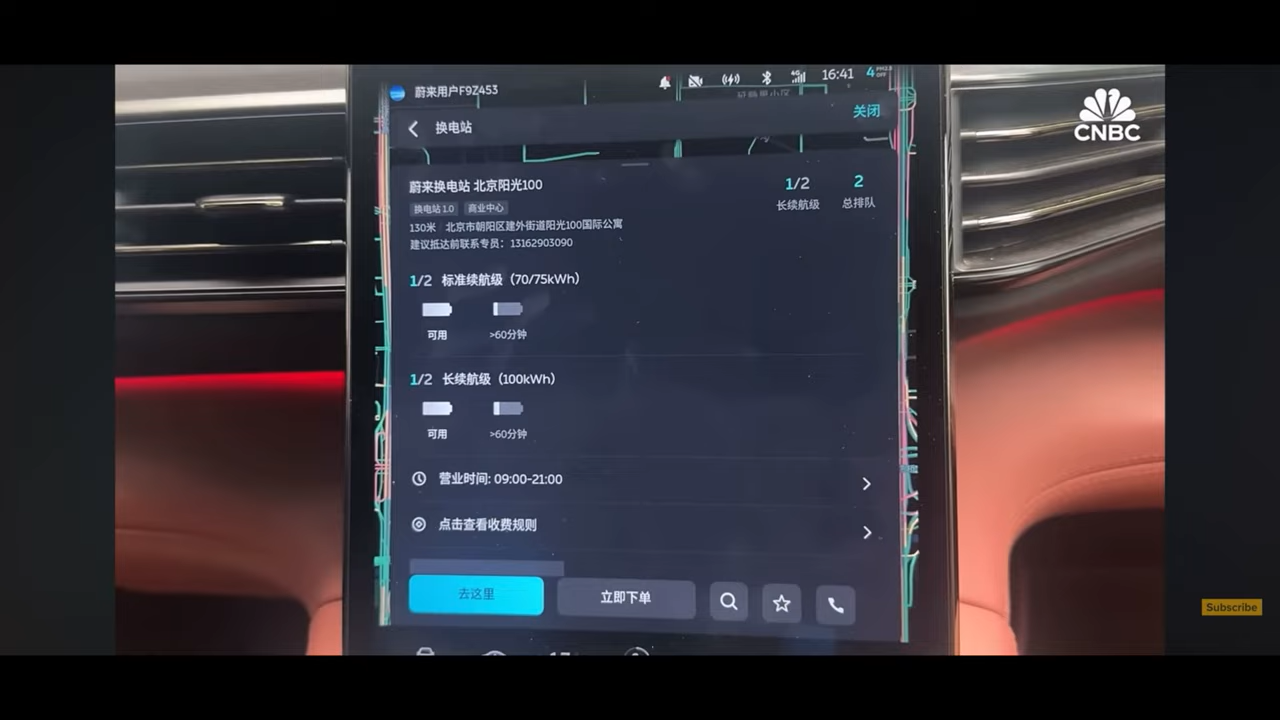 蔚来用户F9Z453
4G
16:41
4 PM2.5 OFF
关闭
换电站
蔚来换电站 北京阳光100
1/2
2
换电站1.0 商业中心
长续航级
总排队
130米 北京市朝阳区建外街道阳光100国际公寓
建议抵达前联系专员：13162903090
1/2 标准续航级（70/75kWh）
可用 >60分钟
1/2 长续航级（100kWh）
可用 >60分钟
营业时间: 09:00-21:00
点击查看收费规则
去这里
立即下单
CNBC
Subscribe